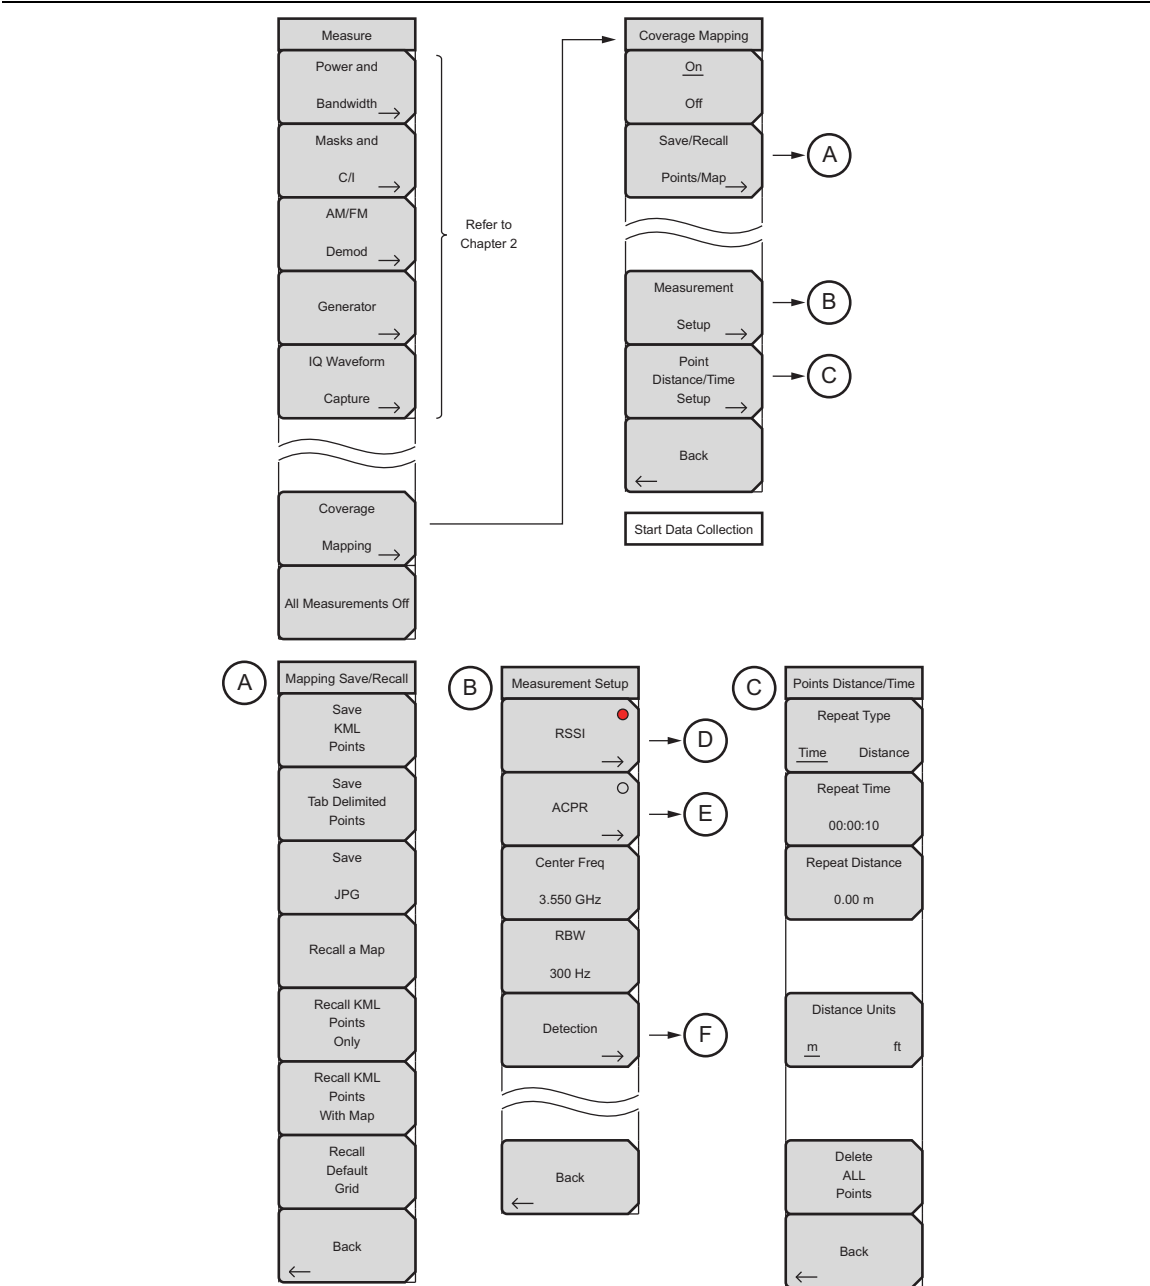 Measure
Power and
Bandwidth
Masks and
C/I
AM/FM
Demod
Generator
IQ Waveform
Capture
Refer to
Chapter 2
Coverage
Mapping
All Measurements Off
Coverage Mapping
On
Off
Save/Recall
Points/Map
A
Measurement
Setup
B
Point
Distance/Time
Setup
C
Back
Start Data Collection
A
Mapping Save/Recall
Save
KML
Points
Save
Tab Delimited
Points
Save
JPG
Recall a Map
Recall KML
Points
Only
Recall KML
Points
With Map
Recall
Default
Grid
Back
B
Measurement Setup
RSSI
D
ACPR
E
Center Freq
3.550 GHz
RBW
300 Hz
Detection
F
Back
C
Points Distance/Time
Repeat Type
Time Distance
Repeat Time
00:00:10
Repeat Distance
0.00 m
Distance Units
m ft
Delete
ALL
Points
Back